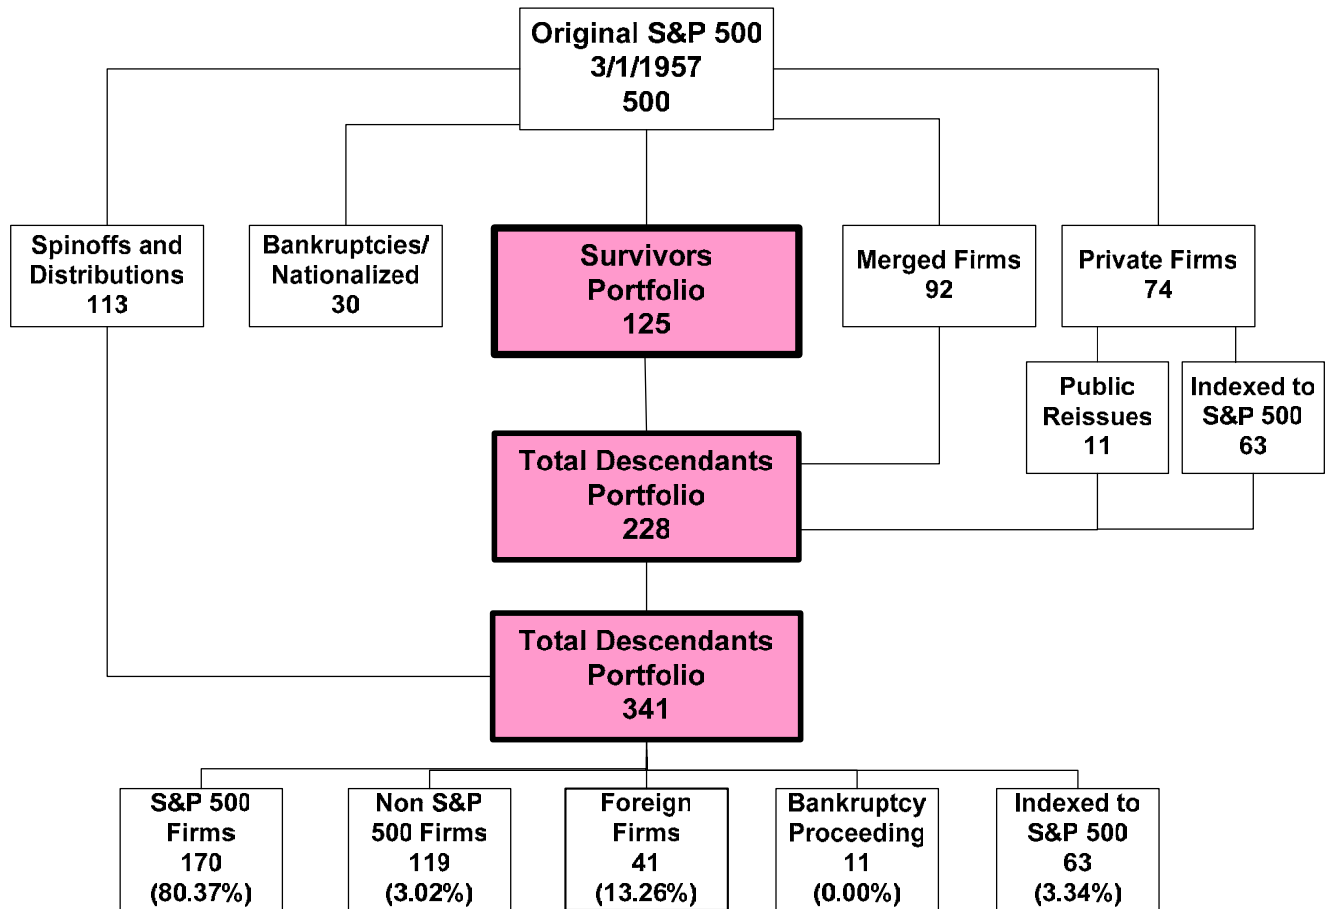 Original S&P 500
3/1/1957
500
Spinoffs and
Distributions
113
Bankruptcies/
Nationalized
30
Survivors
Portfolio
125
Merged Firms
92
Private Firms
74
Public
Reissues
11
Indexed to
S&P 500
63
Total Descendants
Portfolio
228
Total Descendants
Portfolio
341
S&P 500
Firms
170
(80.37%)
Non S&P
500 Firms
119
(3.02%)
Foreign
Firms
41
(13.26%)
Bankruptcy
Proceeding
11
(0.00%)
Indexed to
S&P 500
63
(3.34%)